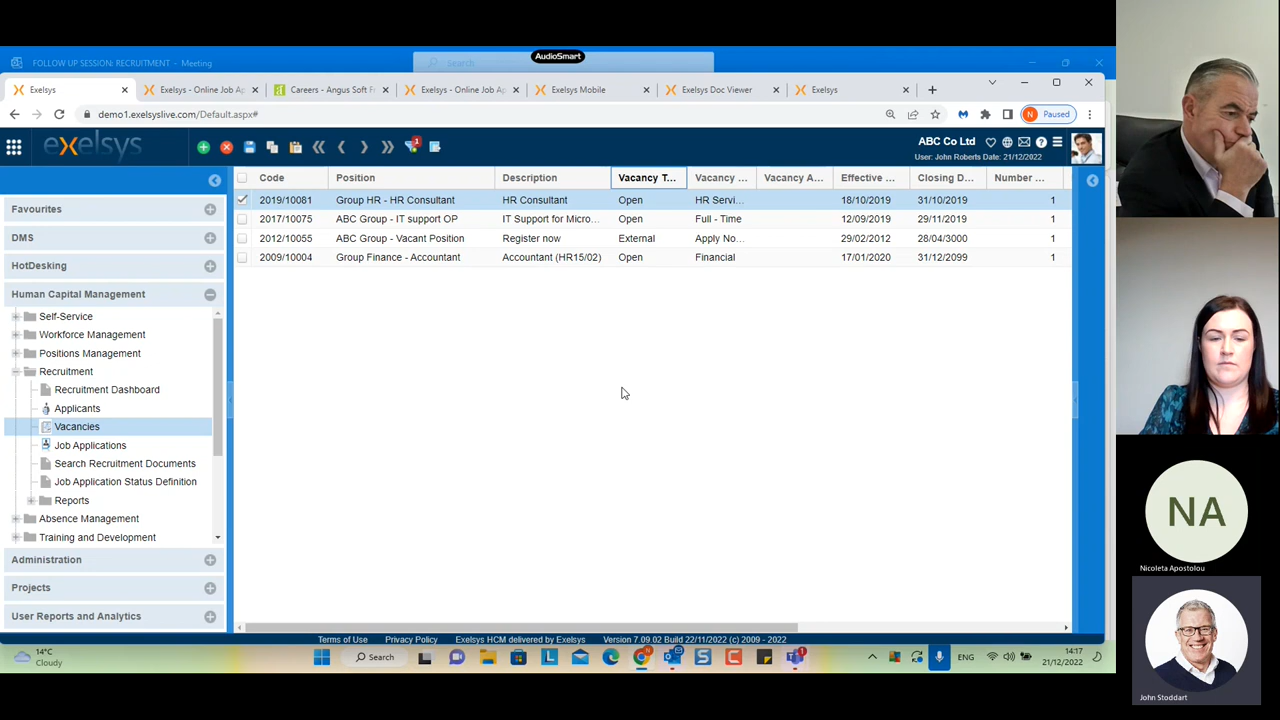 FOLLOW UP SESSION: RECRUITMENT - Meeting
Search
AudioSmart
Exelsys
Exelsys - Online Job Ap
Careers - Angus Soft Fr
Exelsys - Online Job Ap
Exelsys Mobile
Exelsys Doc Viewer
Exelsys
demo1.exelsyslive.com/Default.aspx#
N Paused
exelsys
1
ABC Co Ltd
User: John Roberts Date: 21/12/2022
Favourites
DMS
HotDesking
Human Capital Management
Self-Service
Workforce Management
Positions Management
Recruitment
Recruitment Dashboard
Applicants
Vacancies
Job Applications
Search Recruitment Documents
Job Application Status Definition
Reports
Absence Management
Training and Development
Administration
Projects
User Reports and Analytics
Code Position Description Vacancy T... Vacancy ... Vacancy A... Effective ... Closing D... Number ...
2019/10081 Group HR - HR Consultant HR Consultant Open HR Servi... 18/10/2019 31/10/2019 1
2017/10075 ABC Group - IT support OP IT Support for Micro... Open Full - Time 12/09/2019 29/11/2019 1
2012/10055 ABC Group - Vacant Position Register now External Apply No... 29/02/2012 28/04/3000 1
2009/10004 Group Finance - Accountant Accountant (HR15/02) Open Financial 17/01/2020 31/12/2099 1
Terms of Use Privacy Policy Exelsys HCM delivered by Exelsys Version 7.09.02 Build 22/11/2022 (c) 2009 - 2022
14°C
Cloudy
Search
ENG
14:17
21/12/2022
NA
Nicoleta Apostolou
John Stoddart